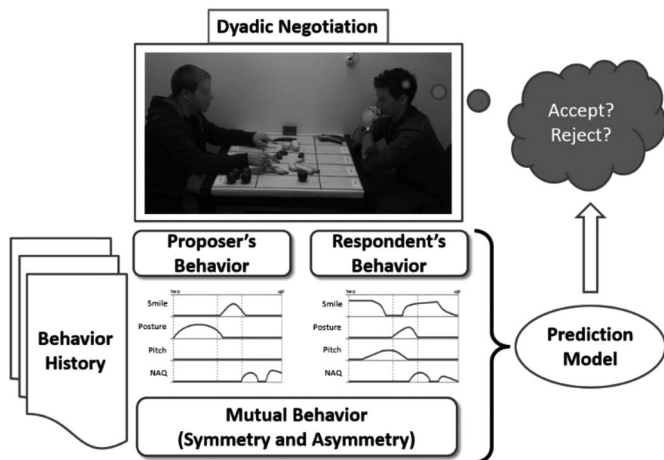 Dyadic Negotiation
Accept?
Reject?
Proposer's
Behavior
Respondent's
Behavior
Smile
Posture
Pitch
NAQ
Smile
Posture
Pitch
NAQ
Behavior
History
Mutual Behavior
(Symmetry and Asymmetry)
Prediction
Model